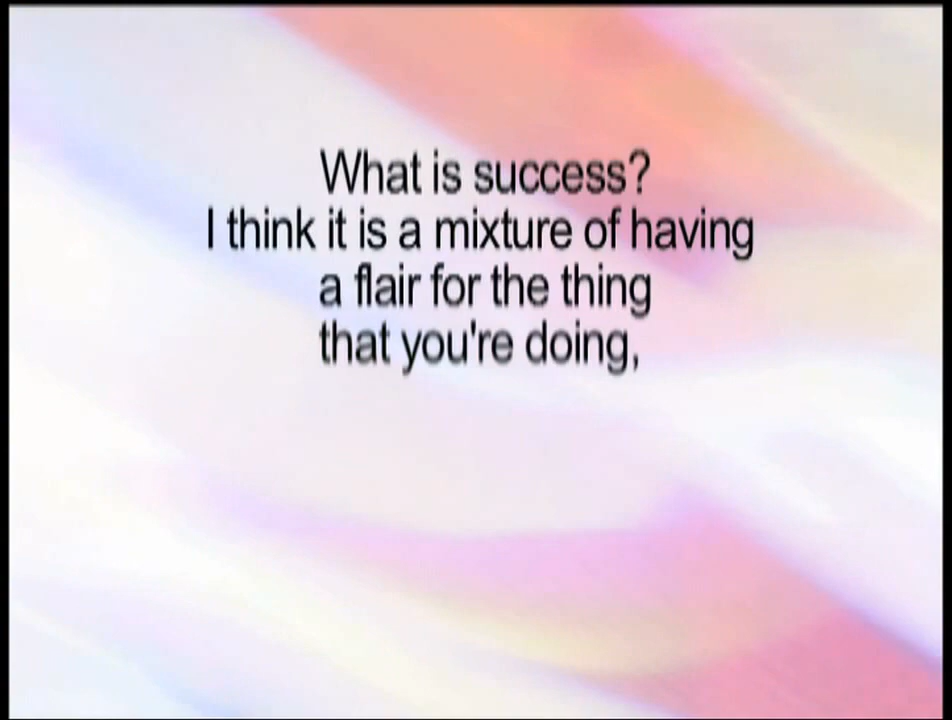 What is success?
I think it is a mixture of having
a flair for the thing
that you're doing,